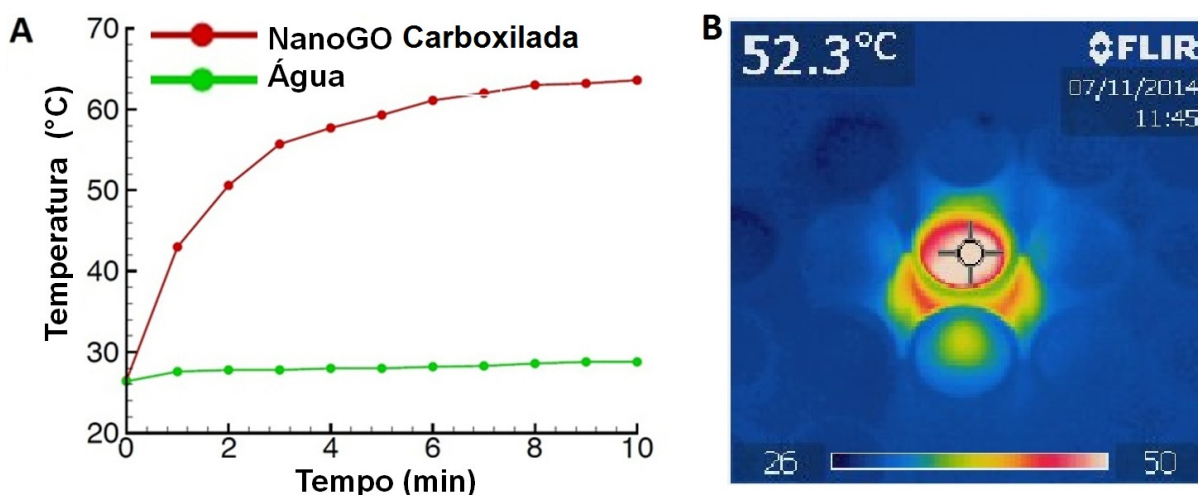 A
NanoGO Carboxilada
Água
70
60
50
40
30
20
Temperatura (°C)
0 2 4 6 8 10
Tempo (min)
B
52.3°C
FLIR
07/11/2014
11:45
26 50